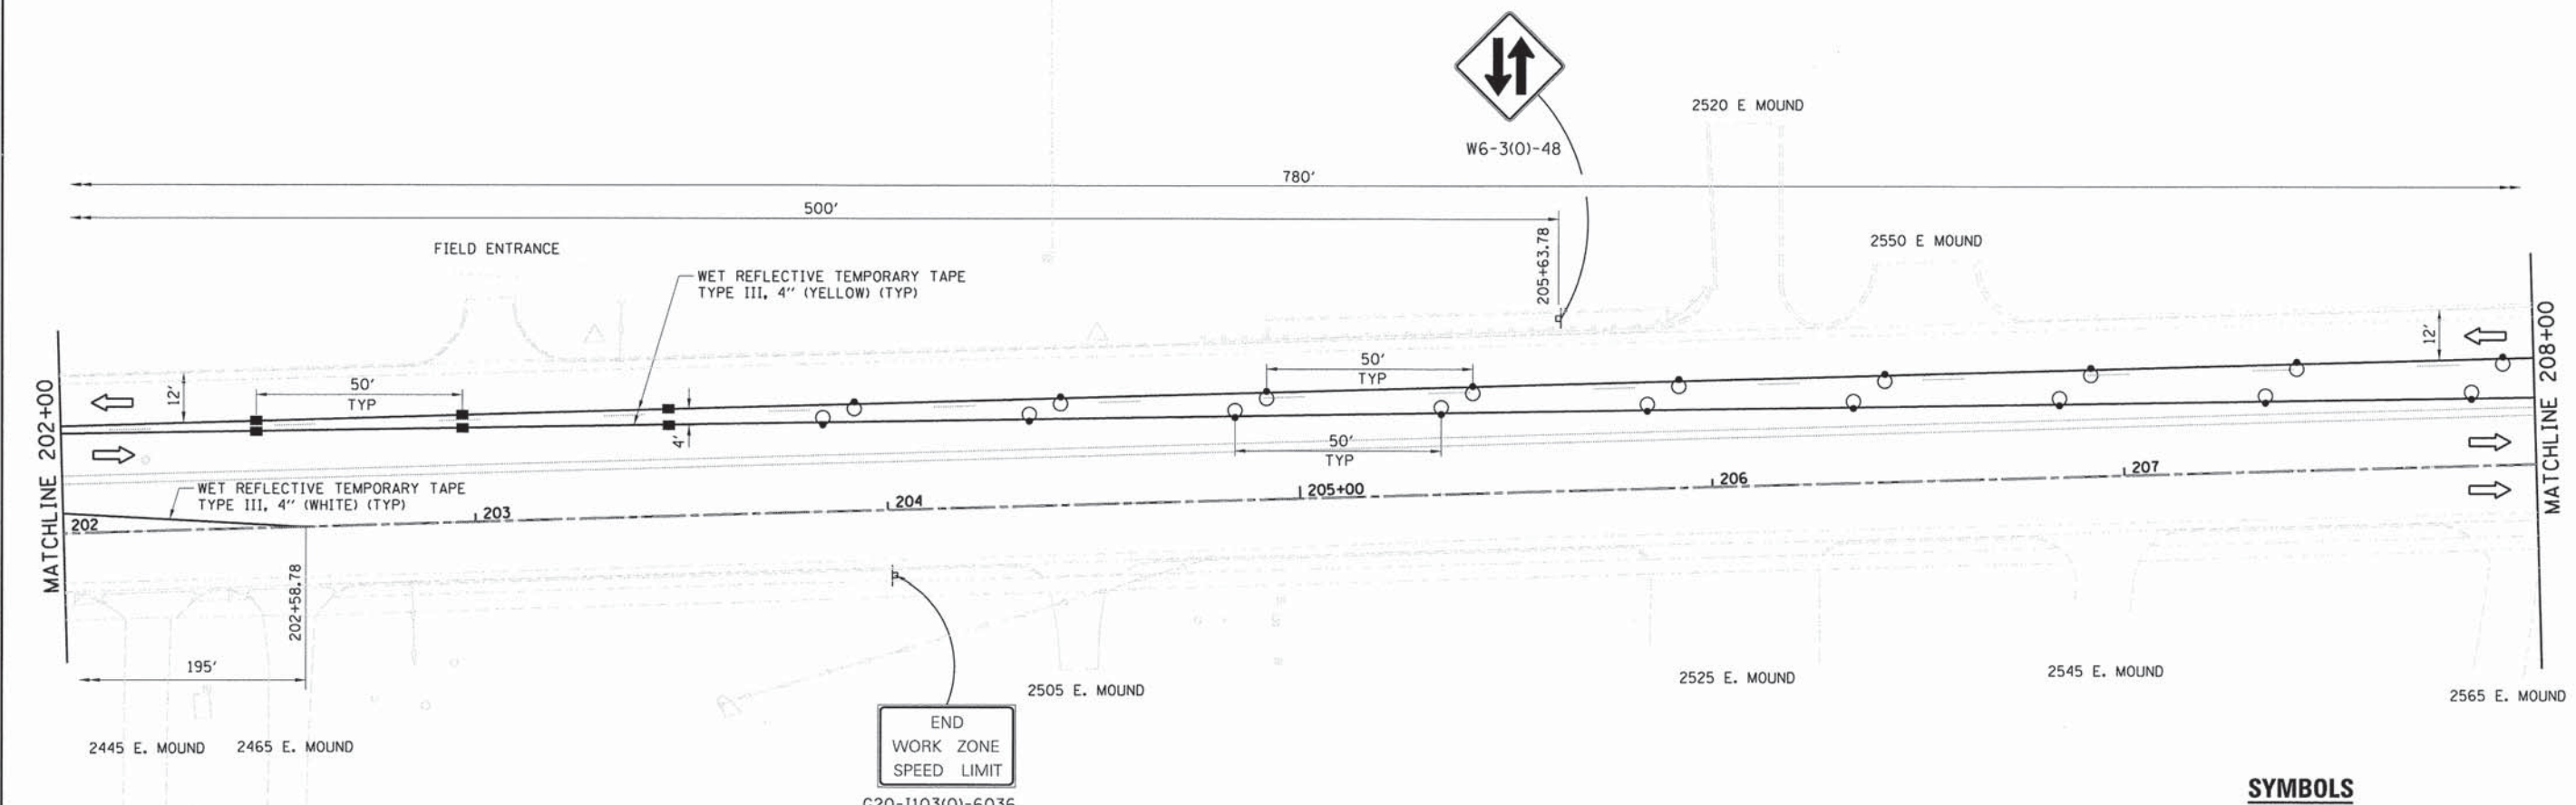 2520 E MOUND
W6-3(O)-48
780'
500'
205+63.78
FIELD ENTRANCE
2550 E MOUND
WET REFLECTIVE TEMPORARY TAPE
TYPE III, 4" (YELLOW) (TYP)
MATCHLINE 202+00
12'
50'
TYP
4'
50'
TYP
50'
TYP
12'
MATCHLINE 208+00
WET REFLECTIVE TEMPORARY TAPE
TYPE III, 4" (WHITE) (TYP)
202
203
204
205+00
206
207
202+58.78
195'
2445 E. MOUND
2465 E. MOUND
2505 E. MOUND
2525 E. MOUND
2545 E. MOUND
2565 E. MOUND
END
WORK ZONE
SPEED LIMIT
G20-I103(O)-6036
SYMBOLS